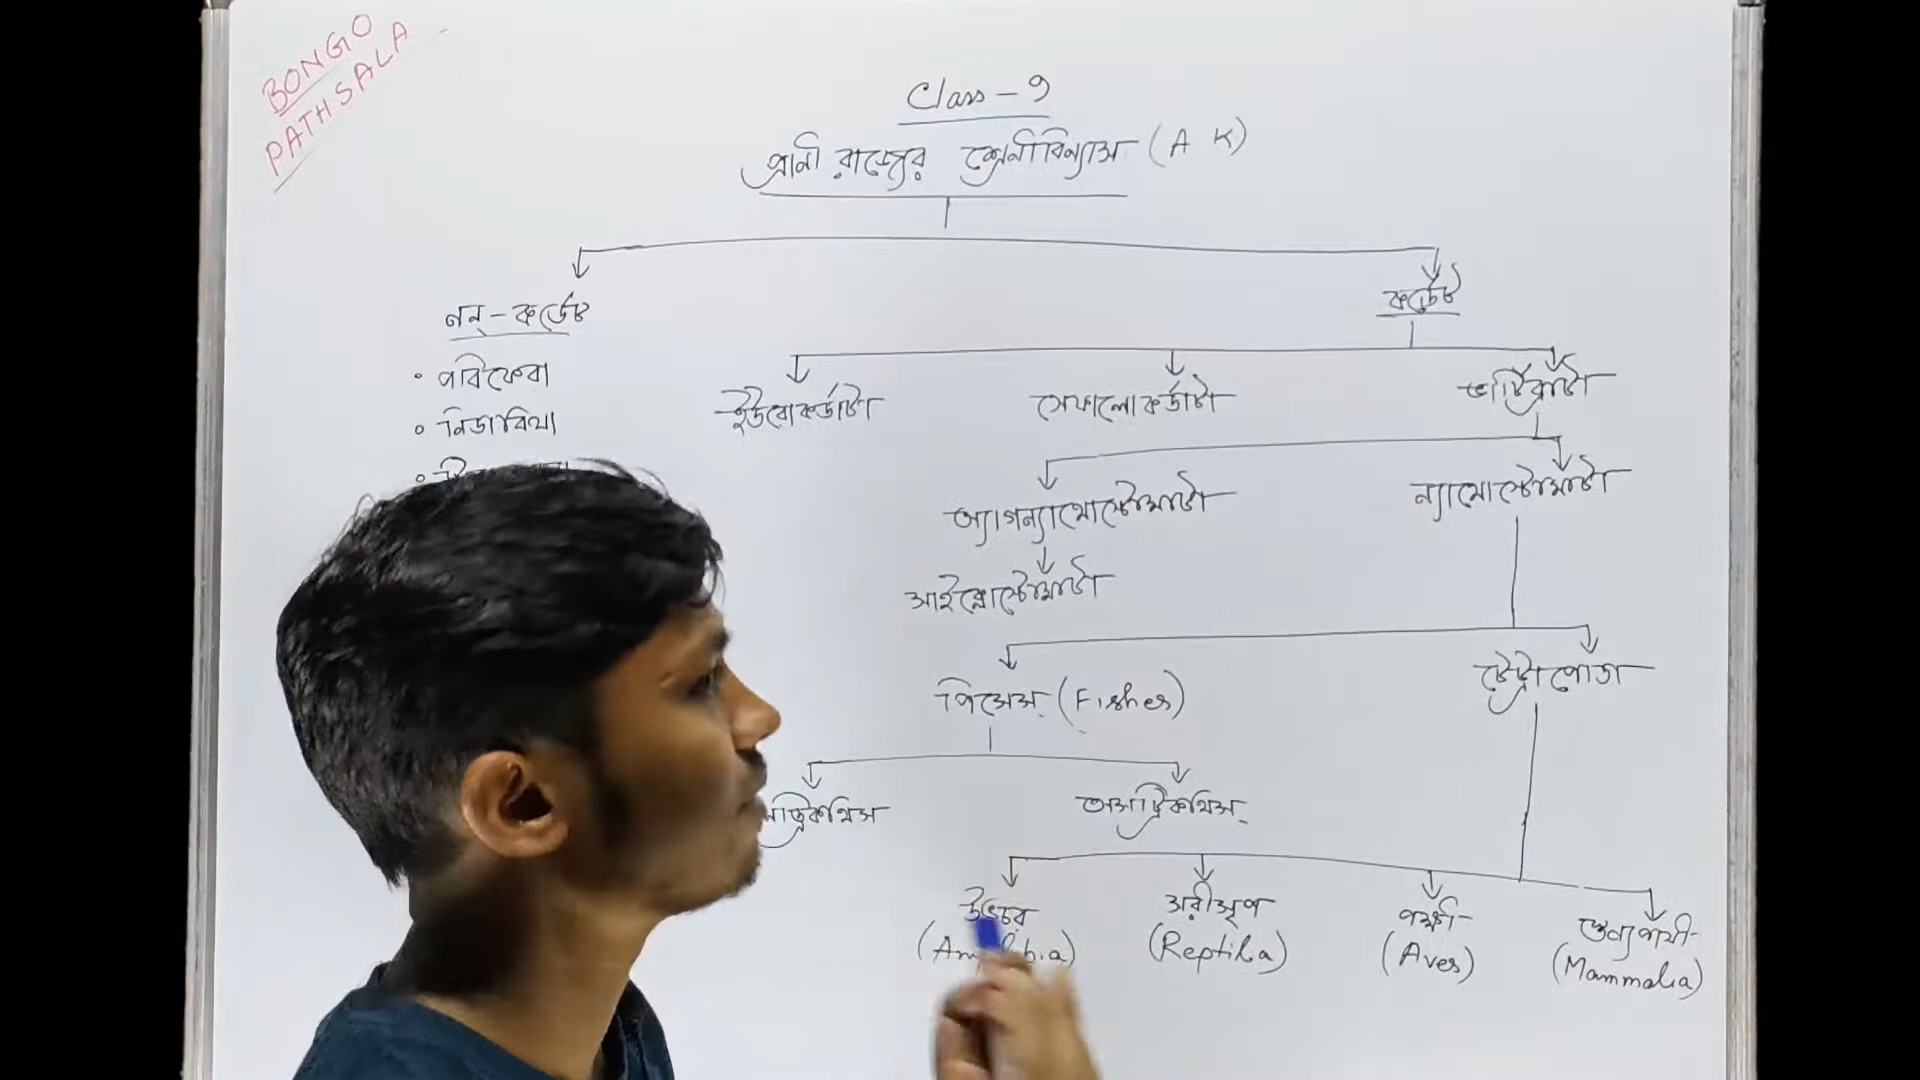 BONGO
PATHSALA
Class - 9
প্রানী রাজ্যের শ্রেনীবিন্যাস (A K)
নন্-কর্ডেট
কর্ডেট
• পরিফেরা
• নিডারিয়া
ইউরোকর্ডাটা
সেফালোকর্ডাটা
ভার্টিব্রাটা
অ্যাগন্যাথোস্টোমাটা
ন্যাথোস্টোমাটা
সাইক্লোস্টোমাটা
পিসেস্ (Fishes)
টেট্রাপোডা
অসট্রিকথিস্
উভচর
সরীসৃপ
পক্ষী
স্তন্যপায়ী
(Reptilia)
(Aves)
(Mammalia)